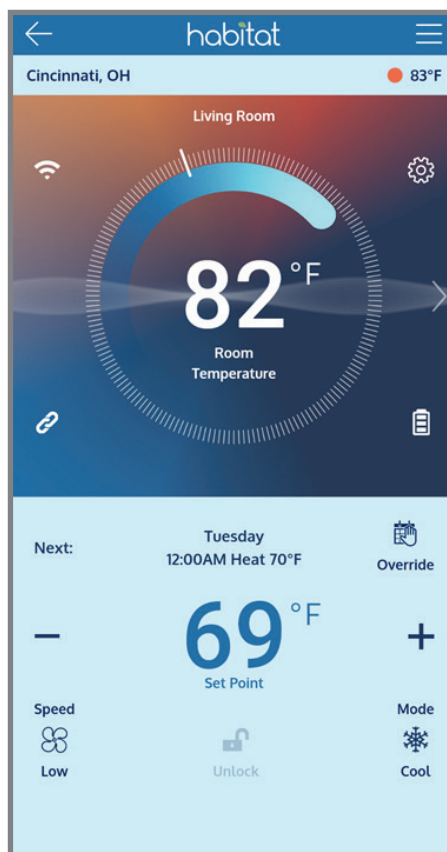 habitat
Cincinnati, OH 83°F
Living Room
82 °F
Room
Temperature
Next: Tuesday
12:00AM Heat 70°F
Override
69 °F
Set Point
Speed Mode
Low Unlock Cool